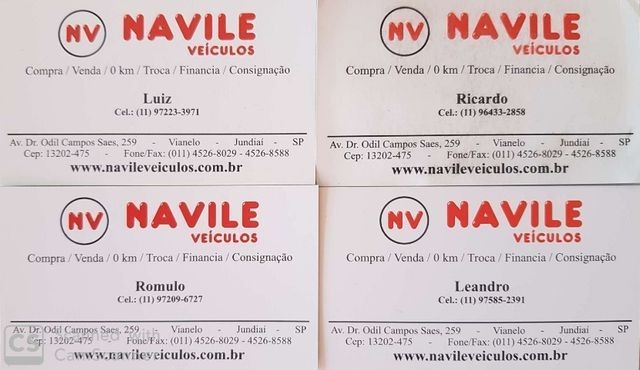 NV NAVILE
VEÍCULOS
Compra / Venda / 0 km / Troca / Financia / Consignação
Luiz
Cel.: (11) 97223-3971
Av. Dr. Odil Campos Saes, 259 - Vianelo - Jundiaí - SP
Cep: 13202-475 - Fone/Fax: (011) 4526-8029 - 4526-8588
www.navileveiculos.com.br
NV NAVILE
VEÍCULOS
Compra / Venda / 0 km / Troca / Financia / Consignação
Ricardo
Cel.: (11) 96433-2858
Av. Dr. Odil Campos Saes, 259 - Vianelo - Jundiaí - SP
Cep: 13202-475 - Fone/Fax: (011) 4526-8029 - 4526-8588
www.navileveiculos.com.br
NV NAVILE
VEÍCULOS
Compra / Venda / 0 km / Troca / Financia / Consignação
Romulo
Cel.: (11) 97209-6727
Av. Dr. Odil Campos Saes, 259 - Vianelo - Jundiaí - SP
Cep: 13202-475 - Fone/Fax: (011) 4526-8029 - 4526-8588
www.navileveiculos.com.br
CS Scanned with
CamScanner
NV NAVILE
VEÍCULOS
Compra / Venda / 0 km / Troca / Financia / Consignação
Leandro
Cel.: (11) 97585-2391
Av. Dr. Odil Campos Saes, 259 - Vianelo - Jundiaí - SP
Cep: 13202-475 - Fone/Fax: (011) 4526-8029 - 4526-8588
www.navileveiculos.com.br